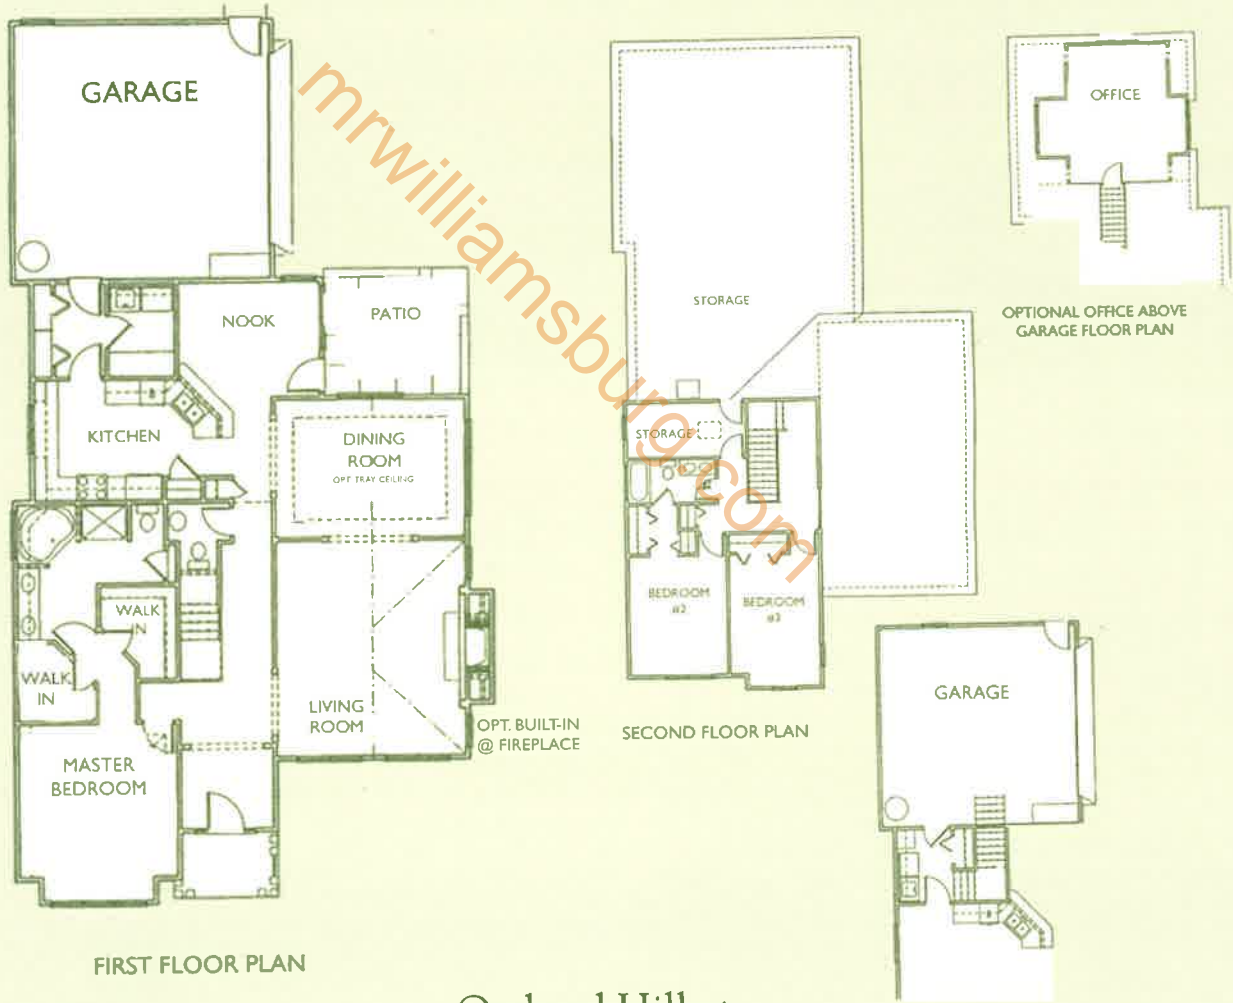 GARAGE
NOOK
PATIO
KITCHEN
DINING
ROOM
OPT TRAY CEILING
WALK
IN
WALK
IN
LIVING
ROOM
OPT. BUILT-IN
@ FIREPLACE
MASTER
BEDROOM
FIRST FLOOR PLAN
STORAGE
STORAGE
BEDROOM
#2
BEDROOM
#3
SECOND FLOOR PLAN
OFFICE
OPTIONAL OFFICE ABOVE
GARAGE FLOOR PLAN
GARAGE
mrwilliamsburg.com